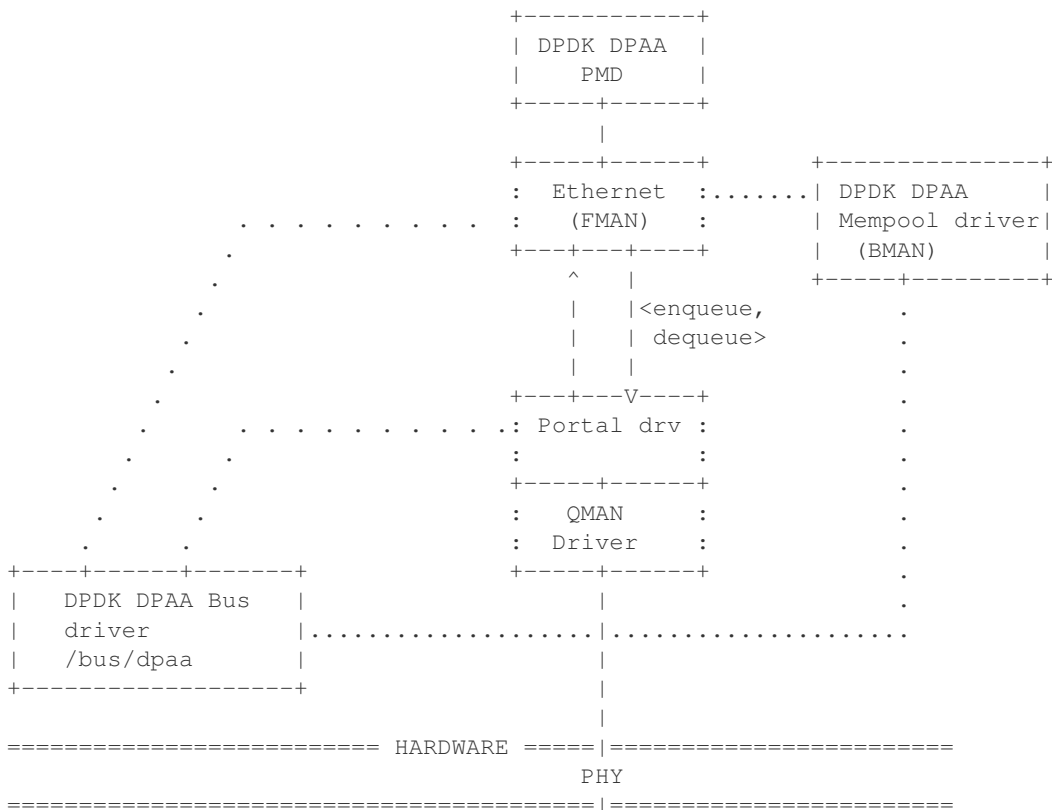 DPDK DPAA
PMD
Ethernet
DPDK DPAA
(FMAN)
Mempool driver
(BMAN)
<enqueue,
dequeue>
Portal drv
QMAN
Driver
DPDK DPAA Bus
driver
/bus/dpaa
HARDWARE
PHY